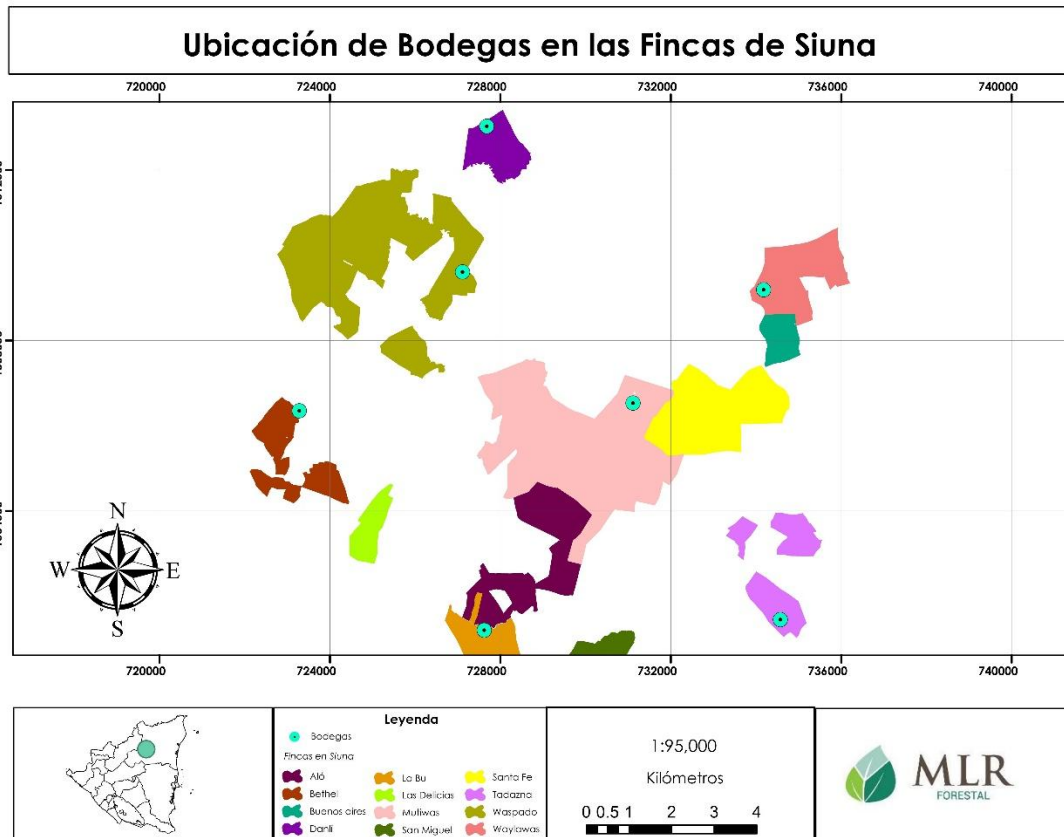 Ubicación de Bodegas en las Fincas de Siuna
720000 724000 728000 732000 736000 740000
N
W E
S
720000 724000 728000 732000 736000 740000
Leyenda
Bodegas
Fincas en Siuna
Aló La Bu Santa Fe
Bethel Las Delicias Tadazna
Buenos aires Mutiwas Waspado
Danlí San Miguel Waylawas
1:95,000
Kilómetros
0 0.5 1 2 3 4
MLR
FORESTAL